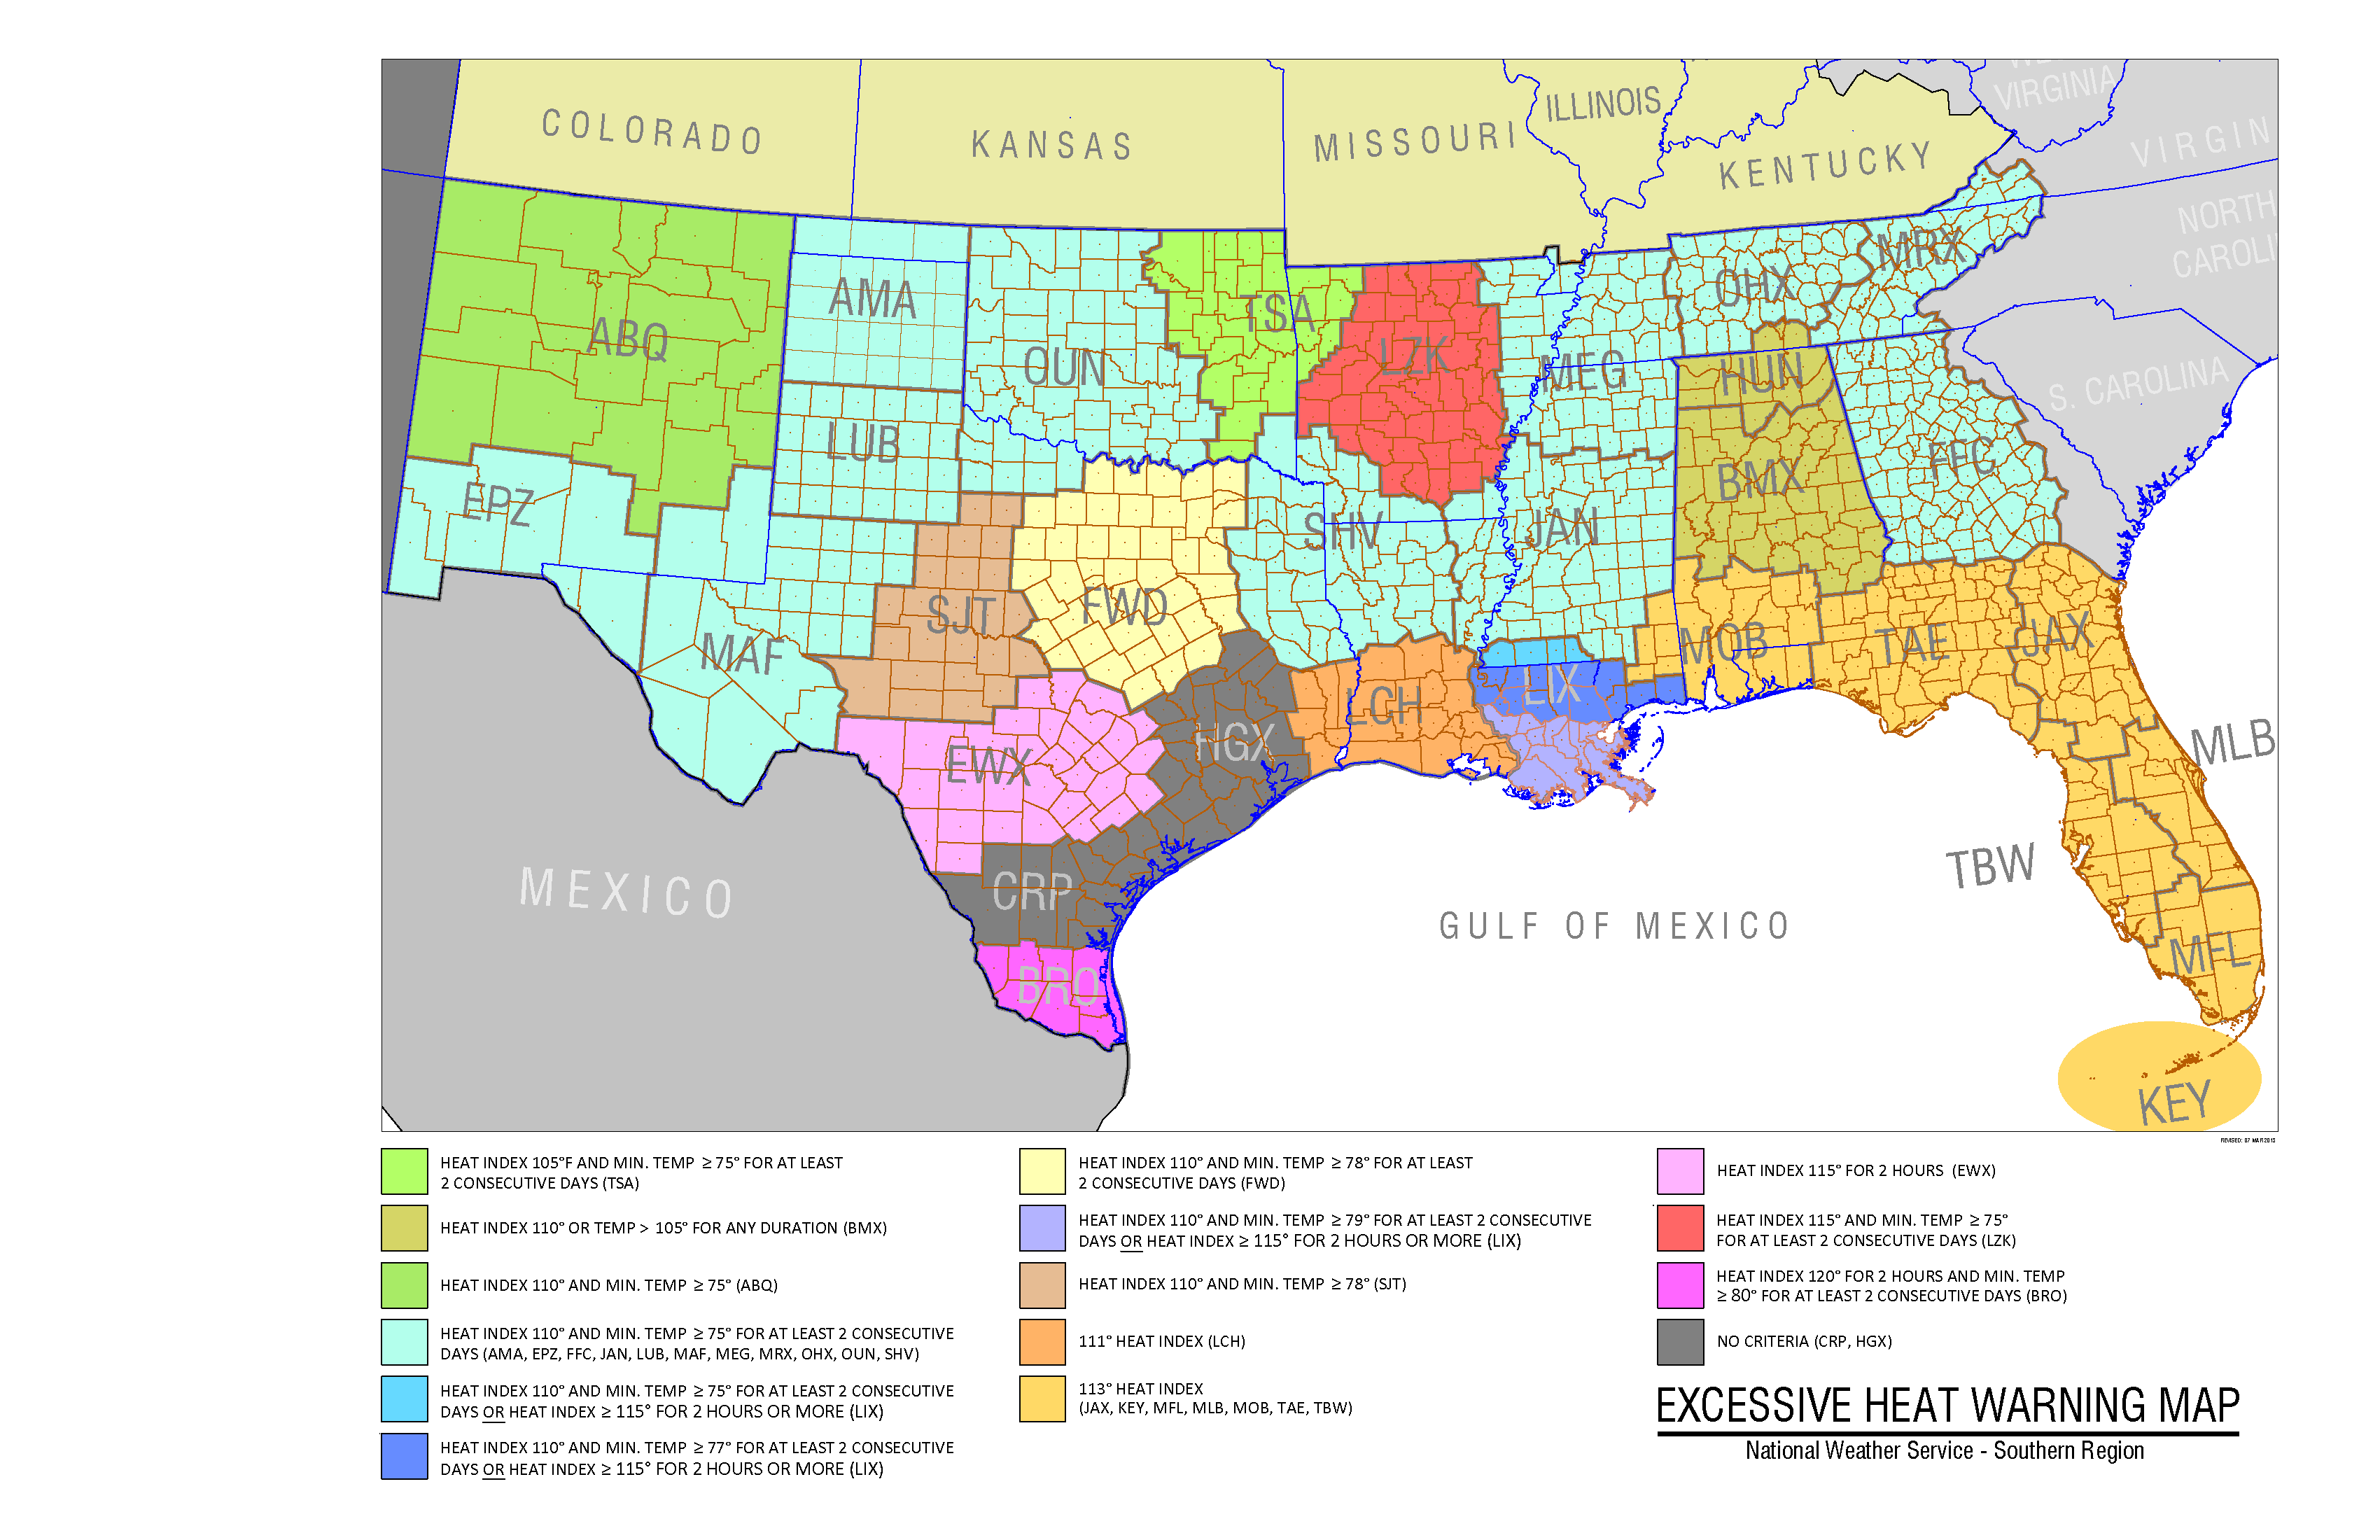 WE
VIRGINIA
COLORADO
KANSAS
MISSOURI
ILLINOIS
KENTUCKY
VIRGIN
NORTH
CAROLI
S. CAROLINA
ABQ
AMA
OUN
TSA
LZK
MEG
OHX
MRX
HUN
LUB
EPZ
BMX
FFC
SHV
JAN
MAF
SJT
FWD
MOB
TAE
JAX
LCH
LIX
EWX
HGX
MLB
MEXICO
CRP
TBW
GULF OF MEXICO
BRO
MFL
KEY
REVISED: 07 MAR 2013
HEAT INDEX 105°F AND MIN. TEMP ≥ 75° FOR AT LEAST
2 CONSECUTIVE DAYS (TSA)
HEAT INDEX 110° OR TEMP > 105° FOR ANY DURATION (BMX)
HEAT INDEX 110° AND MIN. TEMP ≥ 75° (ABQ)
HEAT INDEX 110° AND MIN. TEMP ≥ 75° FOR AT LEAST 2 CONSECUTIVE
DAYS (AMA, EPZ, FFC, JAN, LUB, MAF, MEG, MRX, OHX, OUN, SHV)
HEAT INDEX 110° AND MIN. TEMP ≥ 75° FOR AT LEAST 2 CONSECUTIVE
DAYS OR HEAT INDEX ≥ 115° FOR 2 HOURS OR MORE (LIX)
HEAT INDEX 110° AND MIN. TEMP ≥ 77° FOR AT LEAST 2 CONSECUTIVE
DAYS OR HEAT INDEX ≥ 115° FOR 2 HOURS OR MORE (LIX)
HEAT INDEX 110° AND MIN. TEMP ≥ 78° FOR AT LEAST
2 CONSECUTIVE DAYS (FWD)
HEAT INDEX 110° AND MIN. TEMP ≥ 79° FOR AT LEAST 2 CONSECUTIVE
DAYS OR HEAT INDEX ≥ 115° FOR 2 HOURS OR MORE (LIX)
HEAT INDEX 110° AND MIN. TEMP ≥ 78° (SJT)
111° HEAT INDEX (LCH)
113° HEAT INDEX
(JAX, KEY, MFL, MLB, MOB, TAE, TBW)
HEAT INDEX 115° FOR 2 HOURS (EWX)
HEAT INDEX 115° AND MIN. TEMP ≥ 75°
FOR AT LEAST 2 CONSECUTIVE DAYS (LZK)
HEAT INDEX 120° FOR 2 HOURS AND MIN. TEMP
≥ 80° FOR AT LEAST 2 CONSECUTIVE DAYS (BRO)
NO CRITERIA (CRP, HGX)
EXCESSIVE HEAT WARNING MAP
National Weather Service - Southern Region